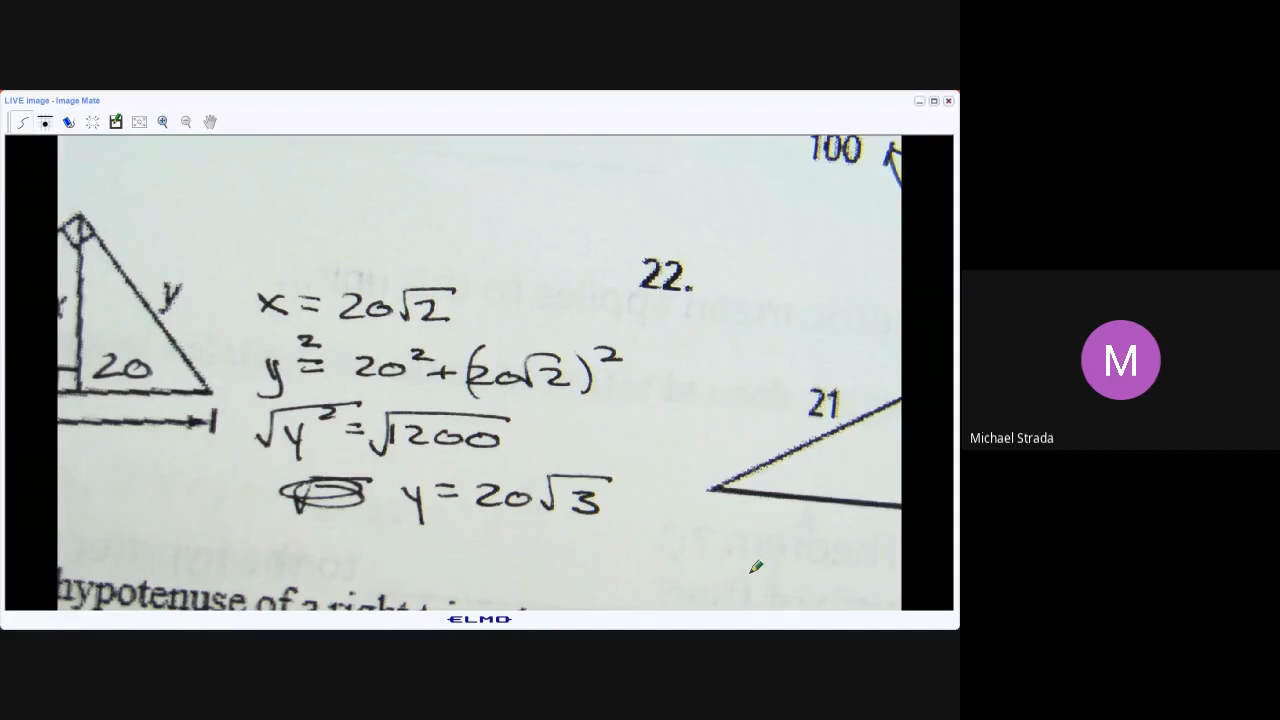 LIVE image - Image Mate
100
22.
y
20
x = 20√2
y² = 20² + (20√2)²
√y² = √1200
y = 20√3
21
hypotenuse of a right
ELMO
M
Michael Strada